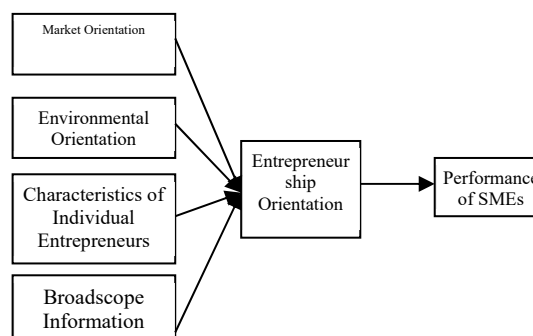 Market Orientation
Environmental
Orientation
Characteristics of
Individual
Entrepreneurs
Broadscope
Information
Entrepreneur
ship
Orientation
Performance
of SMEs